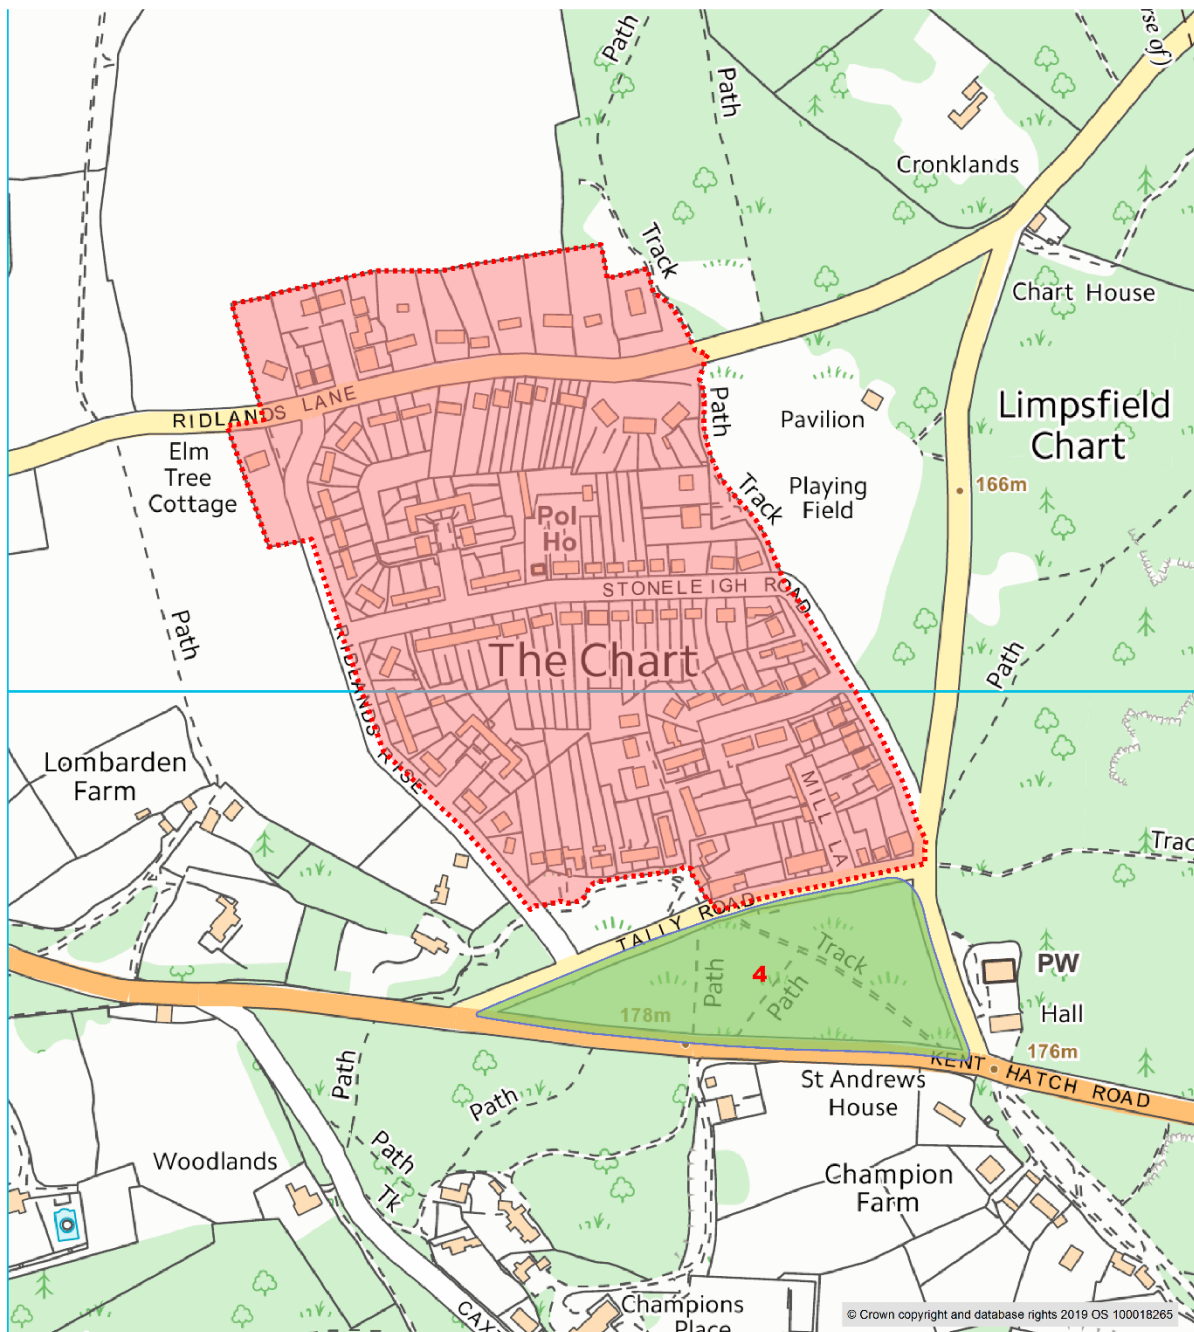 Path
Path
rse of)
Cronklands
Track
Chart House
RIDLANDS LANE
Path
Pavilion
Limpsfield
Chart
Elm
Tree
Cottage
Track
Playing
Field
166m
Pol
Ho
STONELEIGH ROAD
Path
RIDLANDS RISE
The Chart
Path
Lombarden
Farm
MILL LA
Trac
TALLY ROAD
Track
Path
4
Path
PW
178m
Hall
KENT HATCH ROAD
176m
Path
St Andrews
House
Path
Path
Tk
Woodlands
Champion
Farm
CAX
Champions
Place
© Crown copyright and database rights 2019 OS 100018265